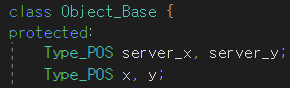 class Object_Base {
protected:
Type_POS server_x, server_y;
Type_POS x, y;